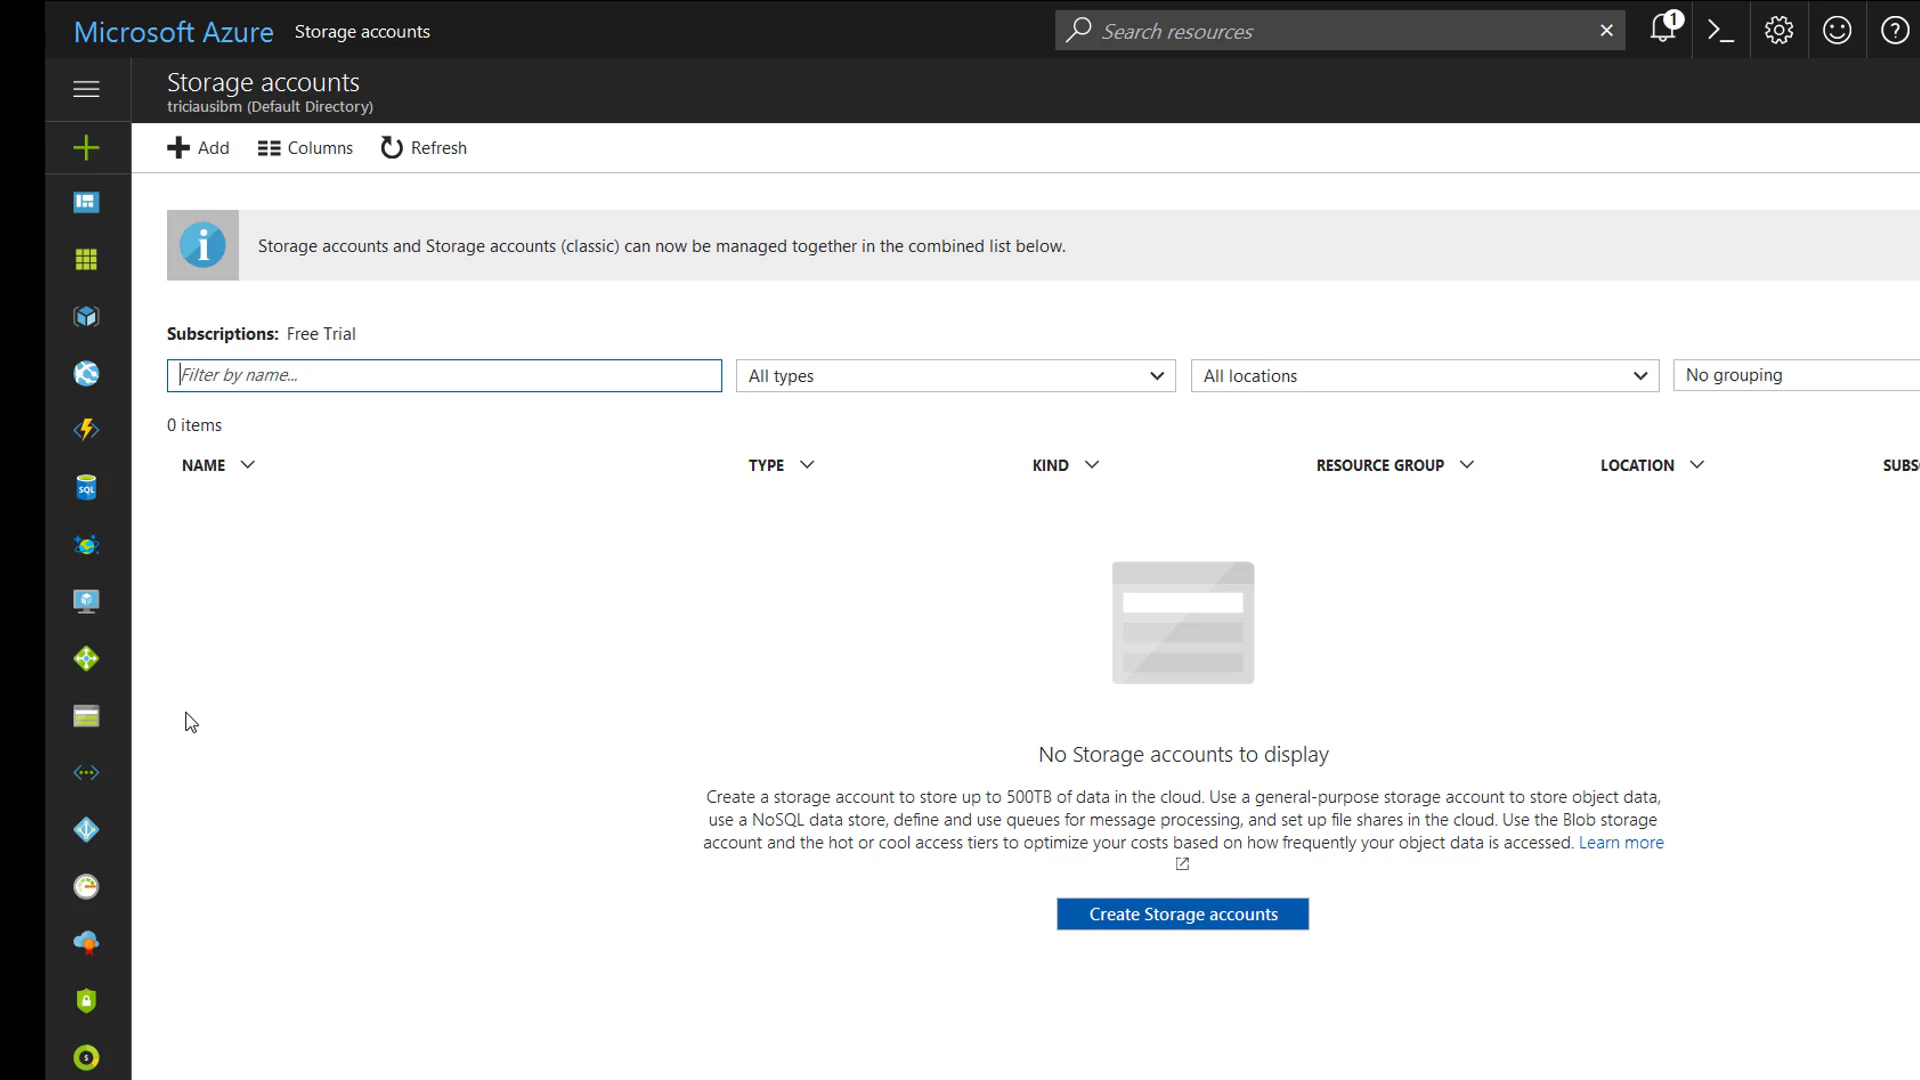 Microsoft Azure Storage accounts Search resources 1
Storage accounts
triciausibm (Default Directory)
Add Columns Refresh
Storage accounts and Storage accounts (classic) can now be managed together in the combined list below.
Subscriptions: Free Trial
Filter by name... All types All locations No grouping
0 items
NAME TYPE KIND RESOURCE GROUP LOCATION
SQL
No Storage accounts to display
Create a storage account to store up to 500TB of data in the cloud. Use a general-purpose storage account to store object data,
use a NoSQL data store, define and use queues for message processing, and set up file shares in the cloud. Use the Blob storage
account and the hot or cool access tiers to optimize your costs based on how frequently your object data is accessed. Learn more
Create Storage accounts